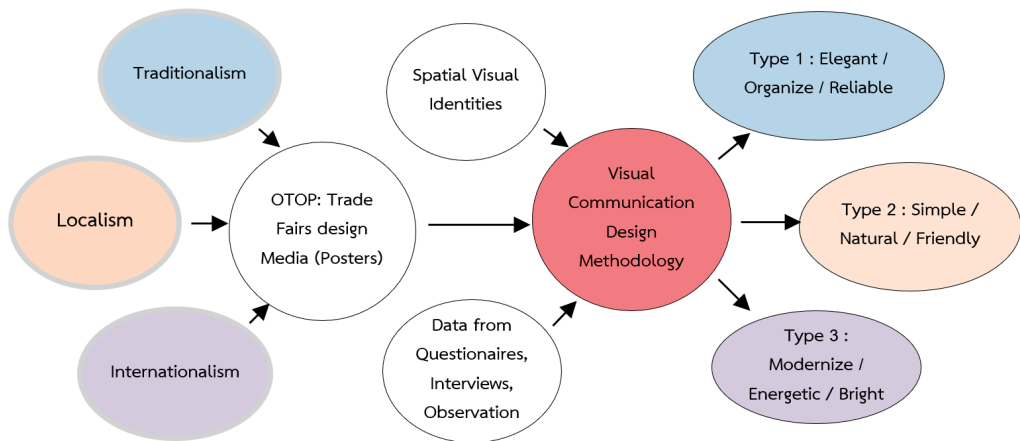 Traditionalism
Localism
Internationalism
OTOP: Trade
Fairs design
Media (Posters)
Spatial Visual
Identities
Data from
Questionaires,
Interviews,
Observation
Visual
Communication
Design
Methodology
Type 1 : Elegant /
Organize / Reliable
Type 2 : Simple /
Natural / Friendly
Type 3 :
Modernize /
Energetic / Bright